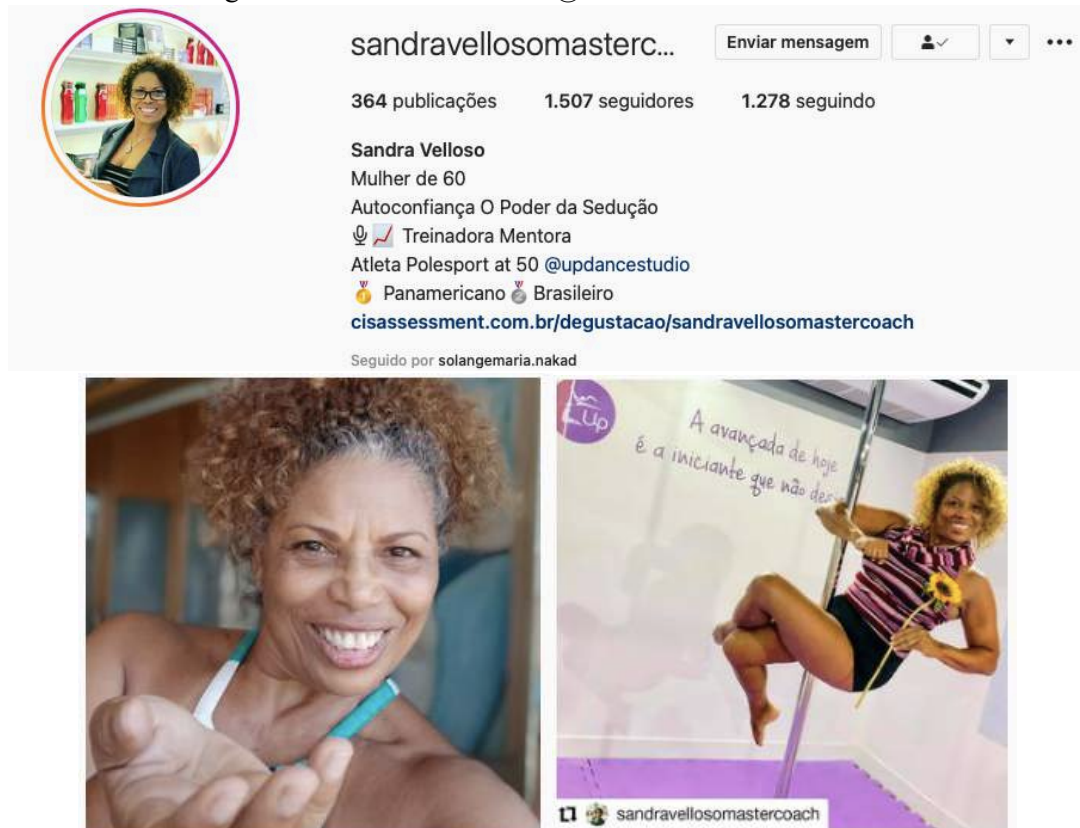 sandravellosomasterc...
Enviar mensagem
364 publicações 1.507 seguidores 1.278 seguindo
Sandra Velloso
Mulher de 60
Autoconfiança O Poder da Sedução
🎙📈 Treinadora Mentora
Atleta Polesport at 50 @updancestudio
🥇 Panamericano 🥈 Brasileiro
cisassessment.com.br/degustacao/sandravellosomastercoach
Seguido por solangemaria.nakad
Up
A avançada de hoje
é a iniciante que não
sandravellosomastercoach